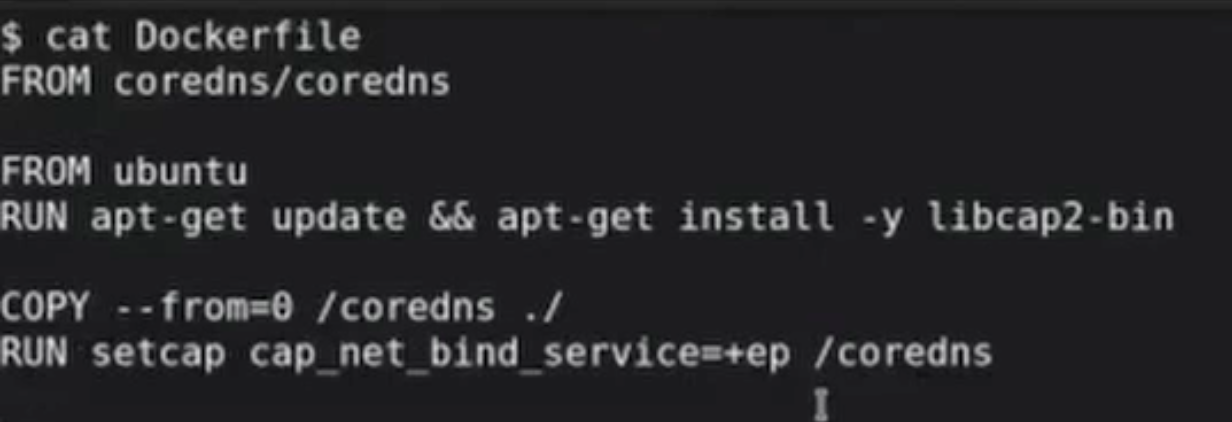 $ cat Dockerfile
FROM coredns/coredns
FROM ubuntu
RUN apt-get update && apt-get install -y libcap2-bin
COPY --from=0 /coredns ./
RUN setcap cap_net_bind_service=+ep /coredns